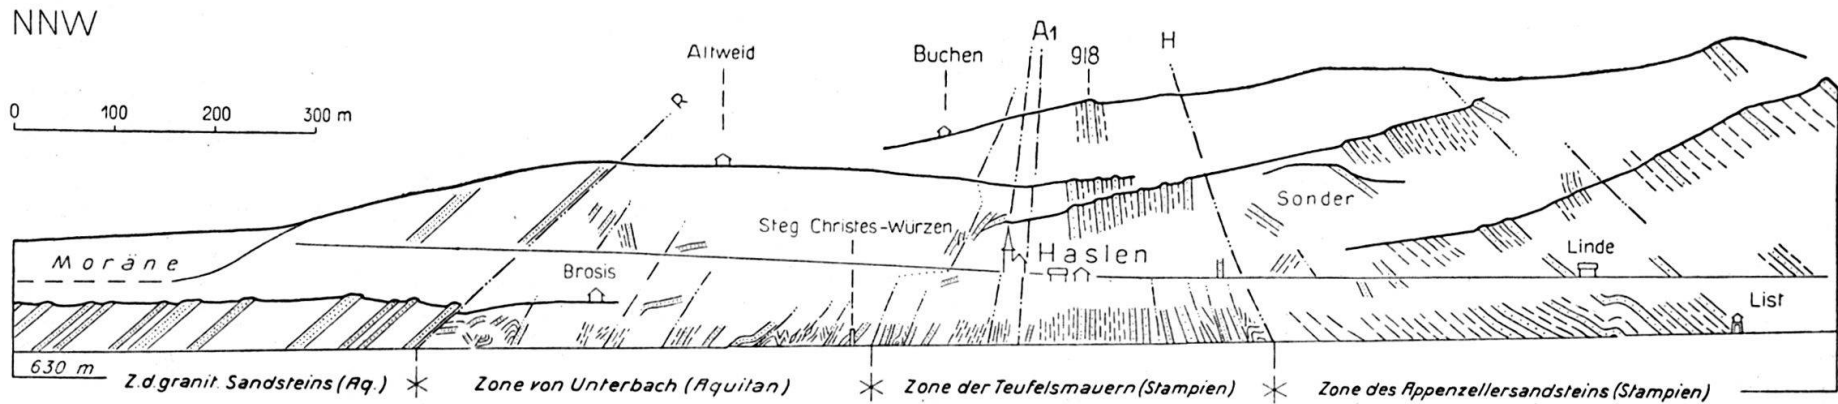 NNW
0 100 200 300 m
R
Altweid
Buchen
A1
918
H
Moräne
Brosis
Steg Christes-Würzen
Haslen
Sonder
Linde
List
630 m
Z.d.granit. Sandsteins (Aq.)
Zone von Unterbach (Aquitan)
Zone der Teufelsmauern (Stampien)
Zone des Appenzellersandsteins (Stampien)